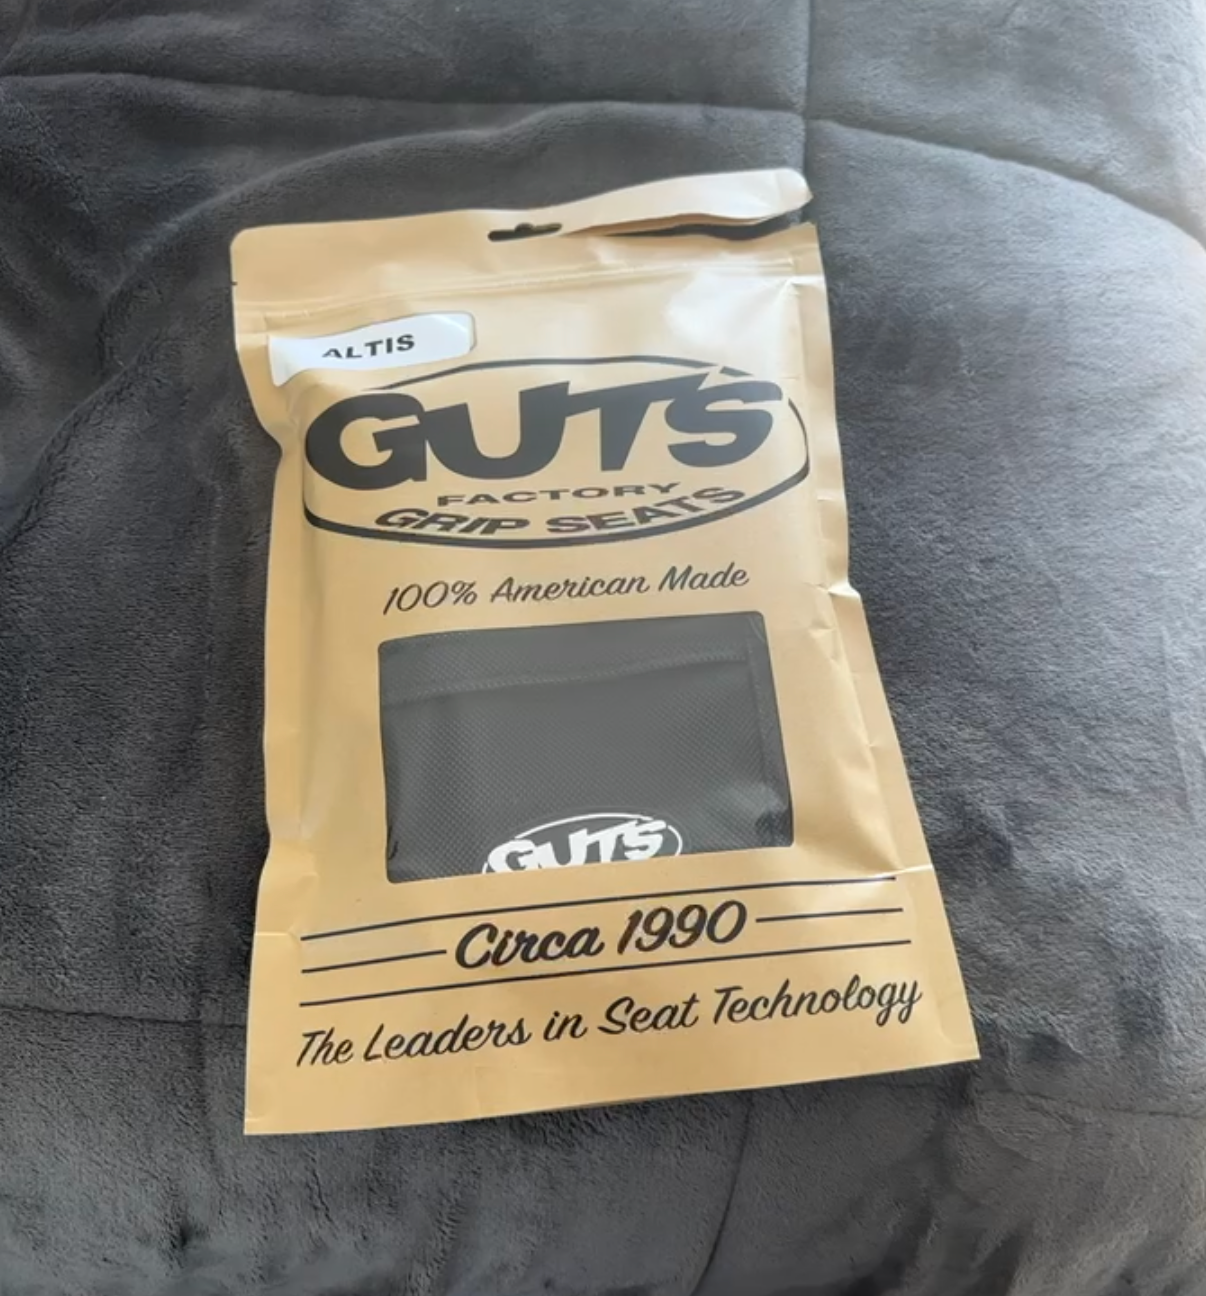 ALTIS
GUTS
FACTORY
GRIP SEATS
100% American Made
GUTS
Circa 1990
The Leaders in Seat Technology